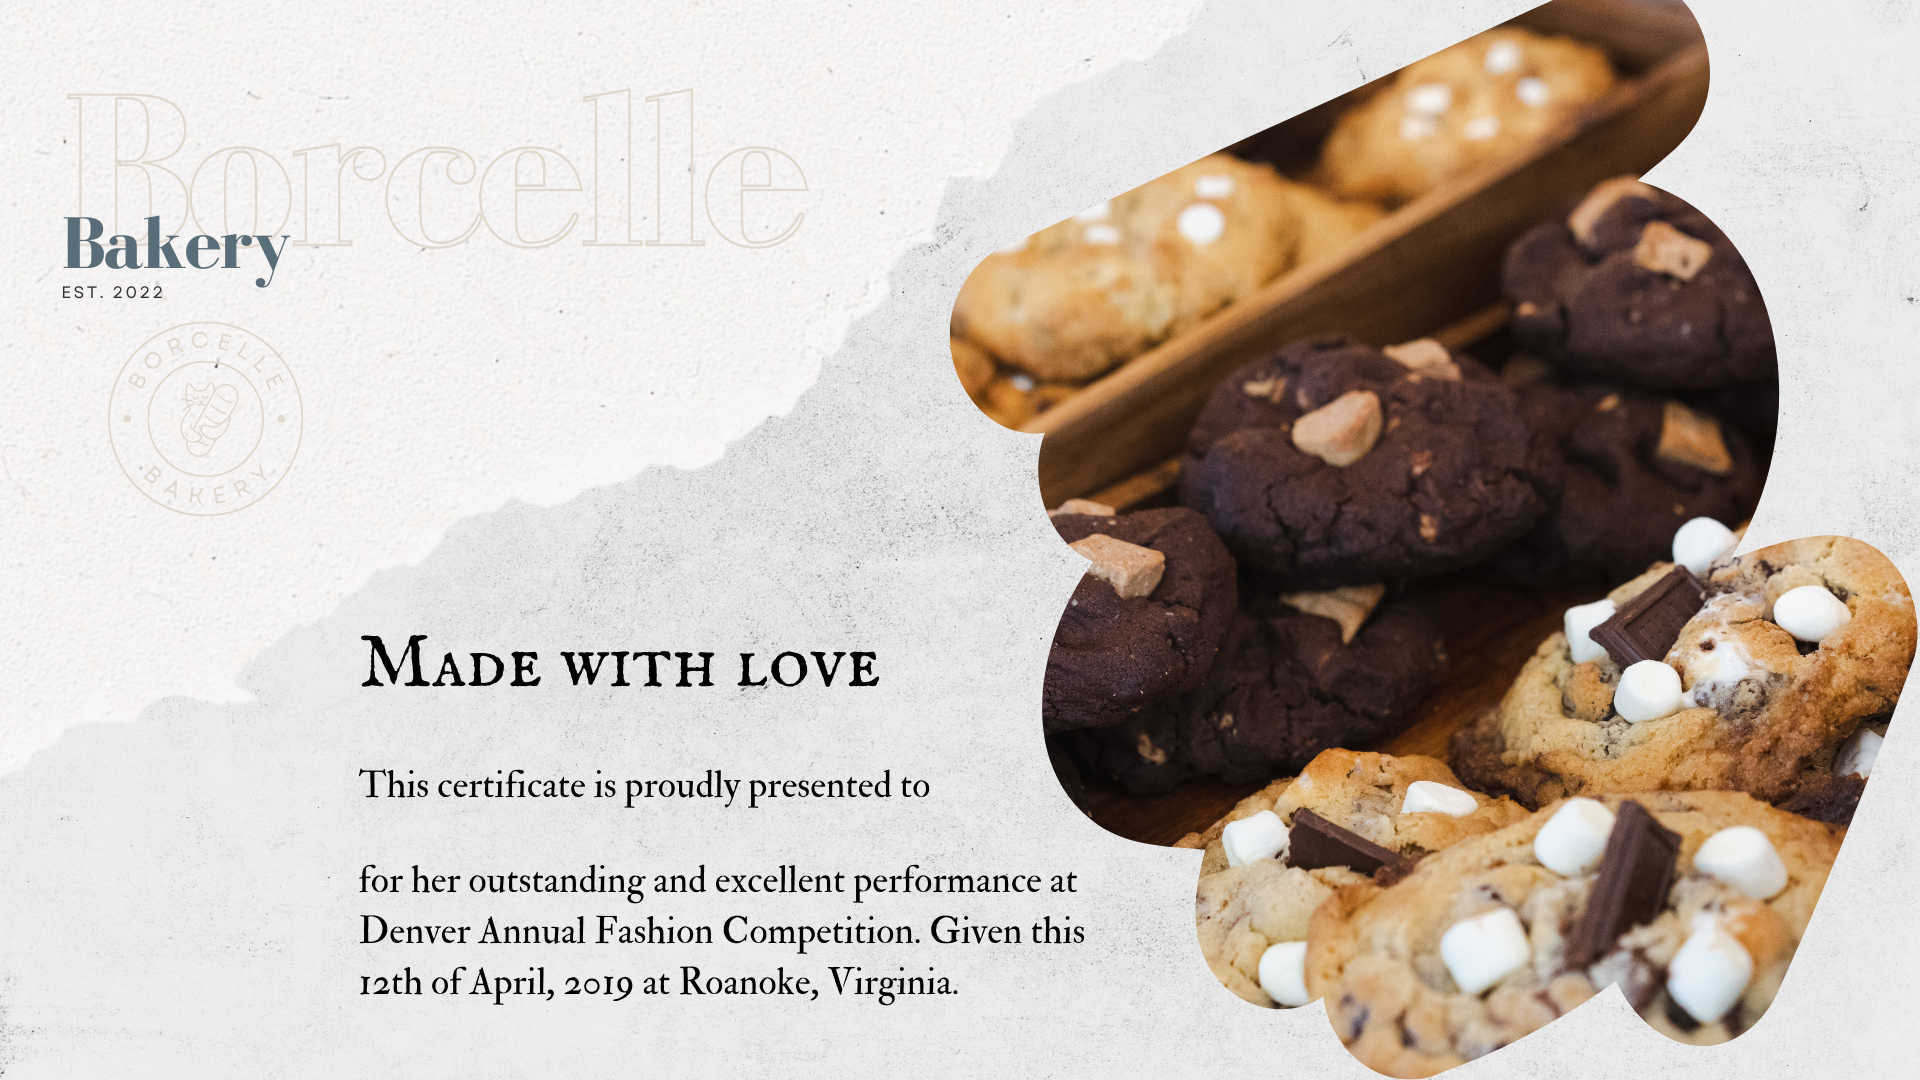 Borcelle
Bakery
EST. 2022
BORCELLE
BAKERY
Made with love
This certificate is proudly presented to
for her outstanding and excellent performance at
Denver Annual Fashion Competition. Given this
12th of April, 2019 at Roanoke, Virginia.